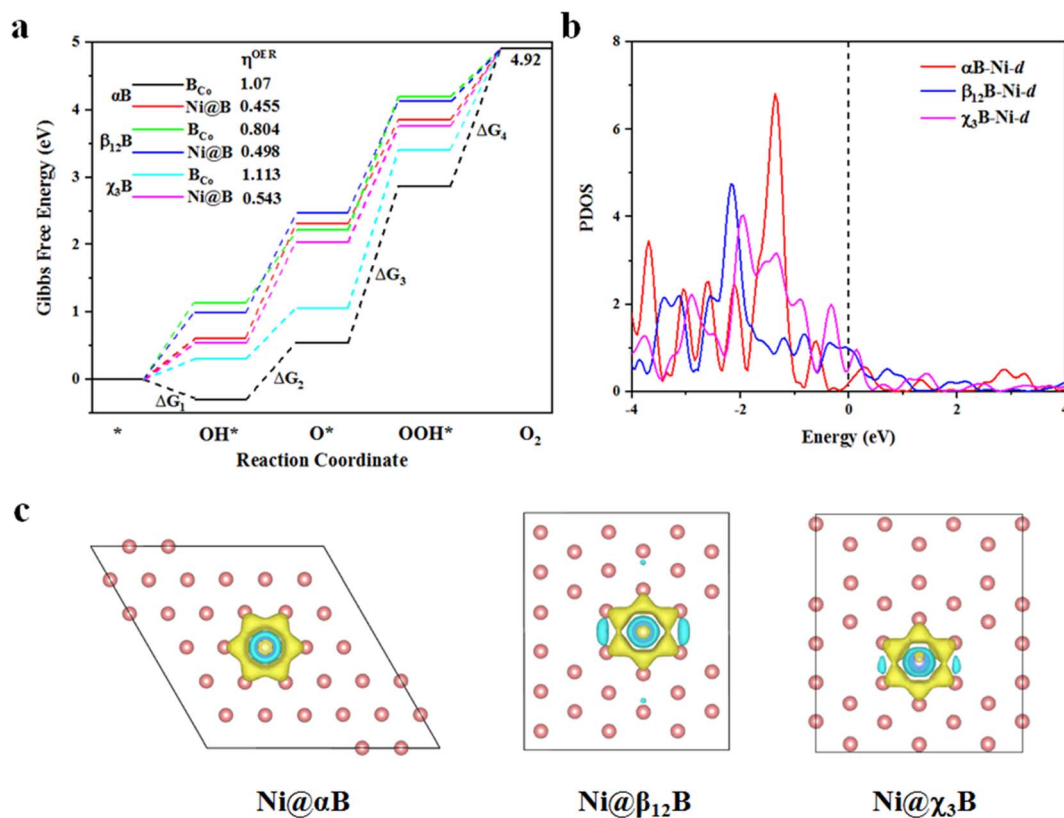 a
Gibbs Free Energy (eV)
5
4
3
2
1
0
η^OER
αB
B_Co 1.07
Ni@B 0.455
β₁₂B
B_Co 0.804
Ni@B 0.498
χ₃B
B_Co 1.113
Ni@B 0.543
4.92
ΔG₁
ΔG₂
ΔG₃
ΔG₄
* OH* O* OOH* O₂
Reaction Coordinate
b
PDOS
8
6
4
2
0
αB-Ni-d
β₁₂B-Ni-d
χ₃B-Ni-d
-4 -2 0 2 4
Energy (eV)
c
Ni@αB
Ni@β₁₂B
Ni@χ₃B